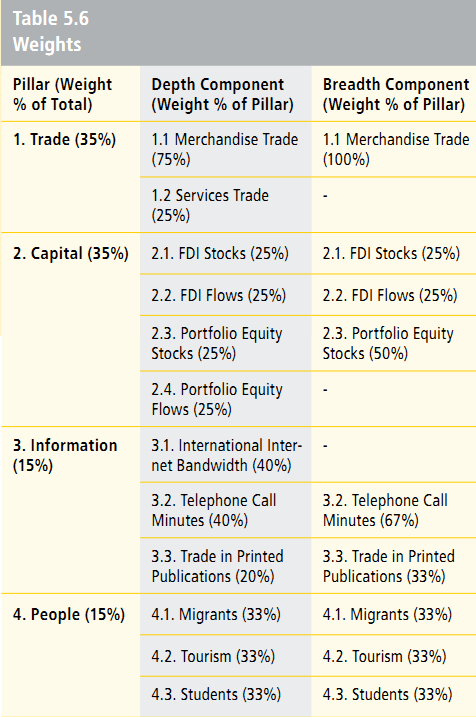 Table 5.6
Weights
Pillar (Weight
% of Total)
Depth Component
(Weight % of Pillar)
Breadth Component
(Weight % of Pillar)
1. Trade (35%)
1.1 Merchandise Trade
(75%)
1.1 Merchandise Trade
(100%)
1.2 Services Trade
(25%)
-
2. Capital (35%)
2.1. FDI Stocks (25%)
2.1. FDI Stocks (25%)
2.2. FDI Flows (25%)
2.2. FDI Flows (25%)
2.3. Portfolio Equity
Stocks (25%)
2.3. Portfolio Equity
Stocks (50%)
2.4. Portfolio Equity
Flows (25%)
-
3. Information
(15%)
3.1. International Inter-
net Bandwidth (40%)
-
3.2. Telephone Call
Minutes (40%)
3.2. Telephone Call
Minutes (67%)
3.3. Trade in Printed
Publications (20%)
3.3. Trade in Printed
Publications (33%)
4. People (15%)
4.1. Migrants (33%)
4.1. Migrants (33%)
4.2. Tourism (33%)
4.2. Tourism (33%)
4.3. Students (33%)
4.3. Students (33%)